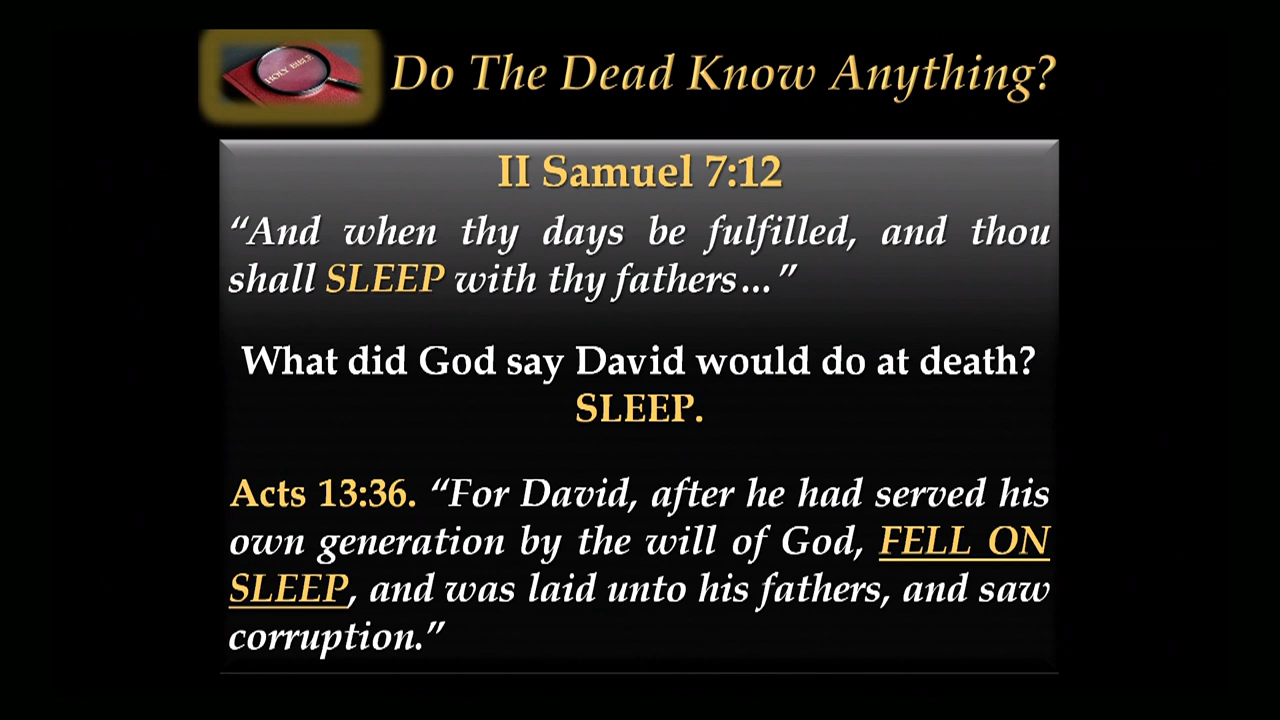 HOLY BIBLE
Do The Dead Know Anything?
II Samuel 7:12
“And when thy days be fulfilled, and thou
shall SLEEP with thy fathers…”
What did God say David would do at death?
SLEEP.
Acts 13:36. “For David, after he had served his
own generation by the will of God, FELL ON
SLEEP, and was laid unto his fathers, and saw
corruption.”